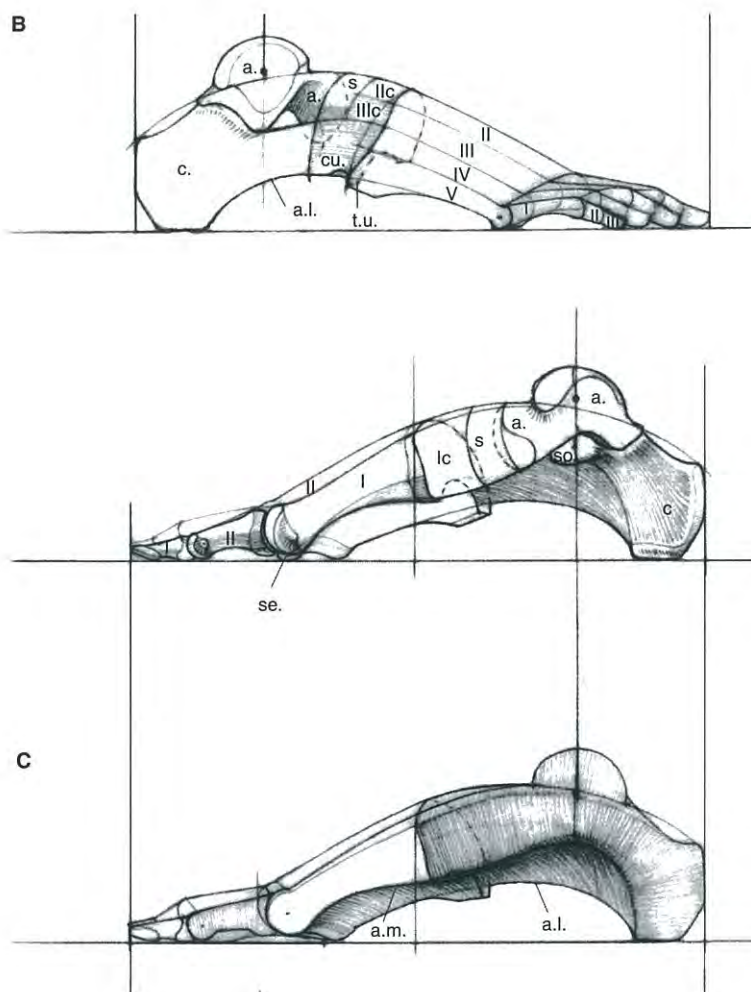 B
a.
s
IIc
a.
IIIc
II
III
c.
cu.
IV
V
a.l.
t.u.
I
II
III
a.
a.
s
so
Ic
II
I
c
I
II
se.
C
a.m.
a.l.